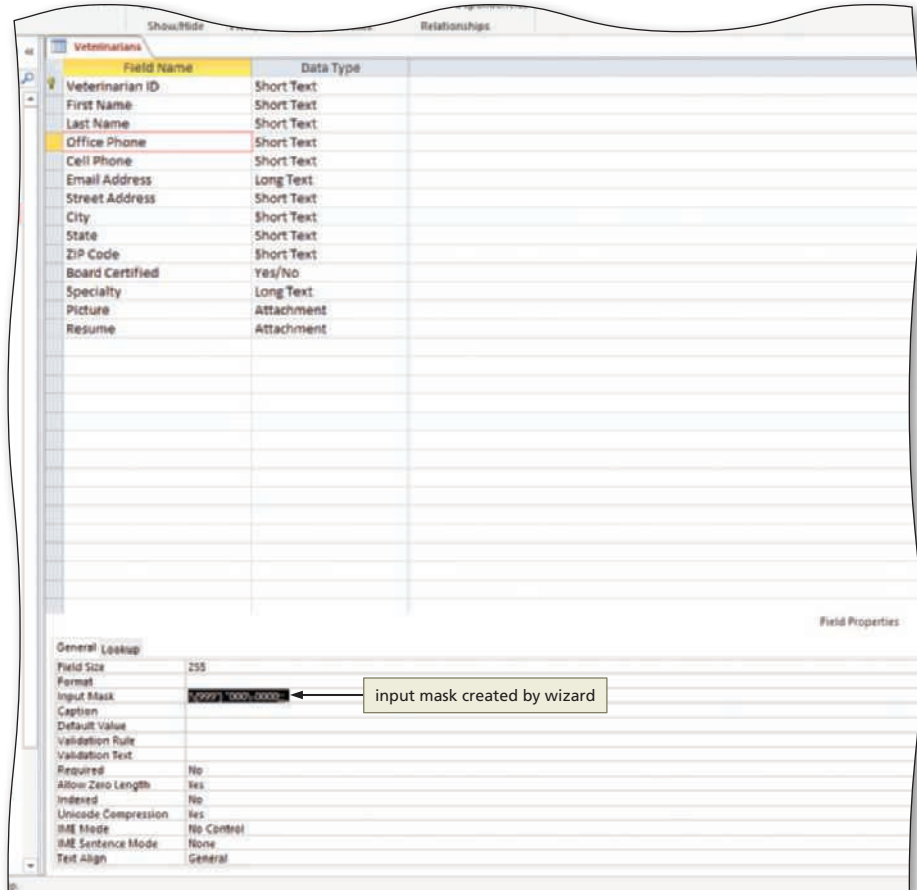 Show/Hide
Relationships
Veterinarians
Field Name Data Type
Veterinarian ID Short Text
First Name Short Text
Last Name Short Text
Office Phone Short Text
Cell Phone Short Text
Email Address Long Text
Street Address Short Text
City Short Text
State Short Text
ZIP Code Short Text
Board Certified Yes/No
Specialty Long Text
Picture Attachment
Resume Attachment
Field Properties
General Lookup
Field Size 255
Format
Input Mask
input mask created by wizard
Caption
Default Value
Validation Rule
Validation Text
Required No
Allow Zero Length Yes
Indexed No
Unicode Compression Yes
IME Mode No Control
IME Sentence Mode None
Text Align General